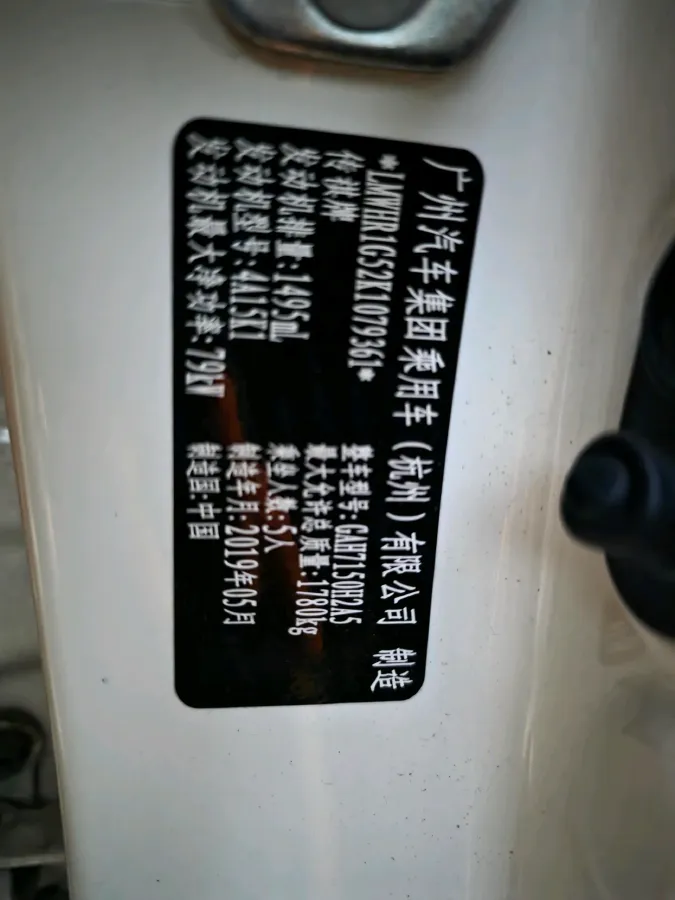 广州汽车集团乘用车（杭州）有限公司 制造
*LMWHR1G52K1079361*
传祺牌 整车型号:GAH7150H2A5
发动机排量:1495mL 最大允许总质量:1780kg
发动机型号:4A15K1 乘坐人数:5人
发动机最大净功率:79kW 制造年月:2019年05月
制造国:中国